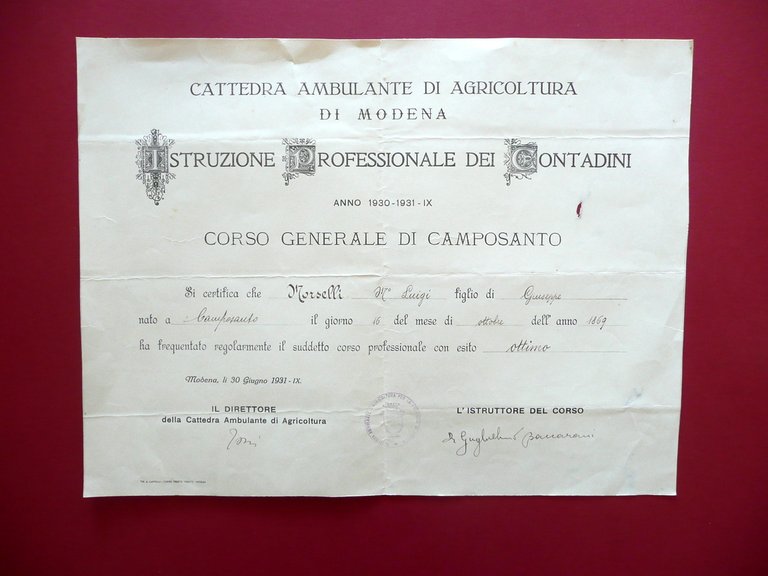 CATTEDRA AMBULANTE DI AGRICOLTURA
DI MODENA
ISTRUZIONE PROFESSIONALE DEI CONTADINI
ANNO 1930-1931-IX
CORSO GENERALE DI CAMPOSANTO
Si certifica che Morselli Mº Luigi figlio di Giuseppe
nato a Camposanto il giorno 16 del mese di ottobre dell'anno 1869
ha frequentato regolarmente il suddetto corso professionale con esito ottimo
Modena, li 30 Giugno 1931-IX.
IL DIRETTORE
della Cattedra Ambulante di Agricoltura
L'ISTRUTTORE DEL CORSO
Guglielmo Baccarani